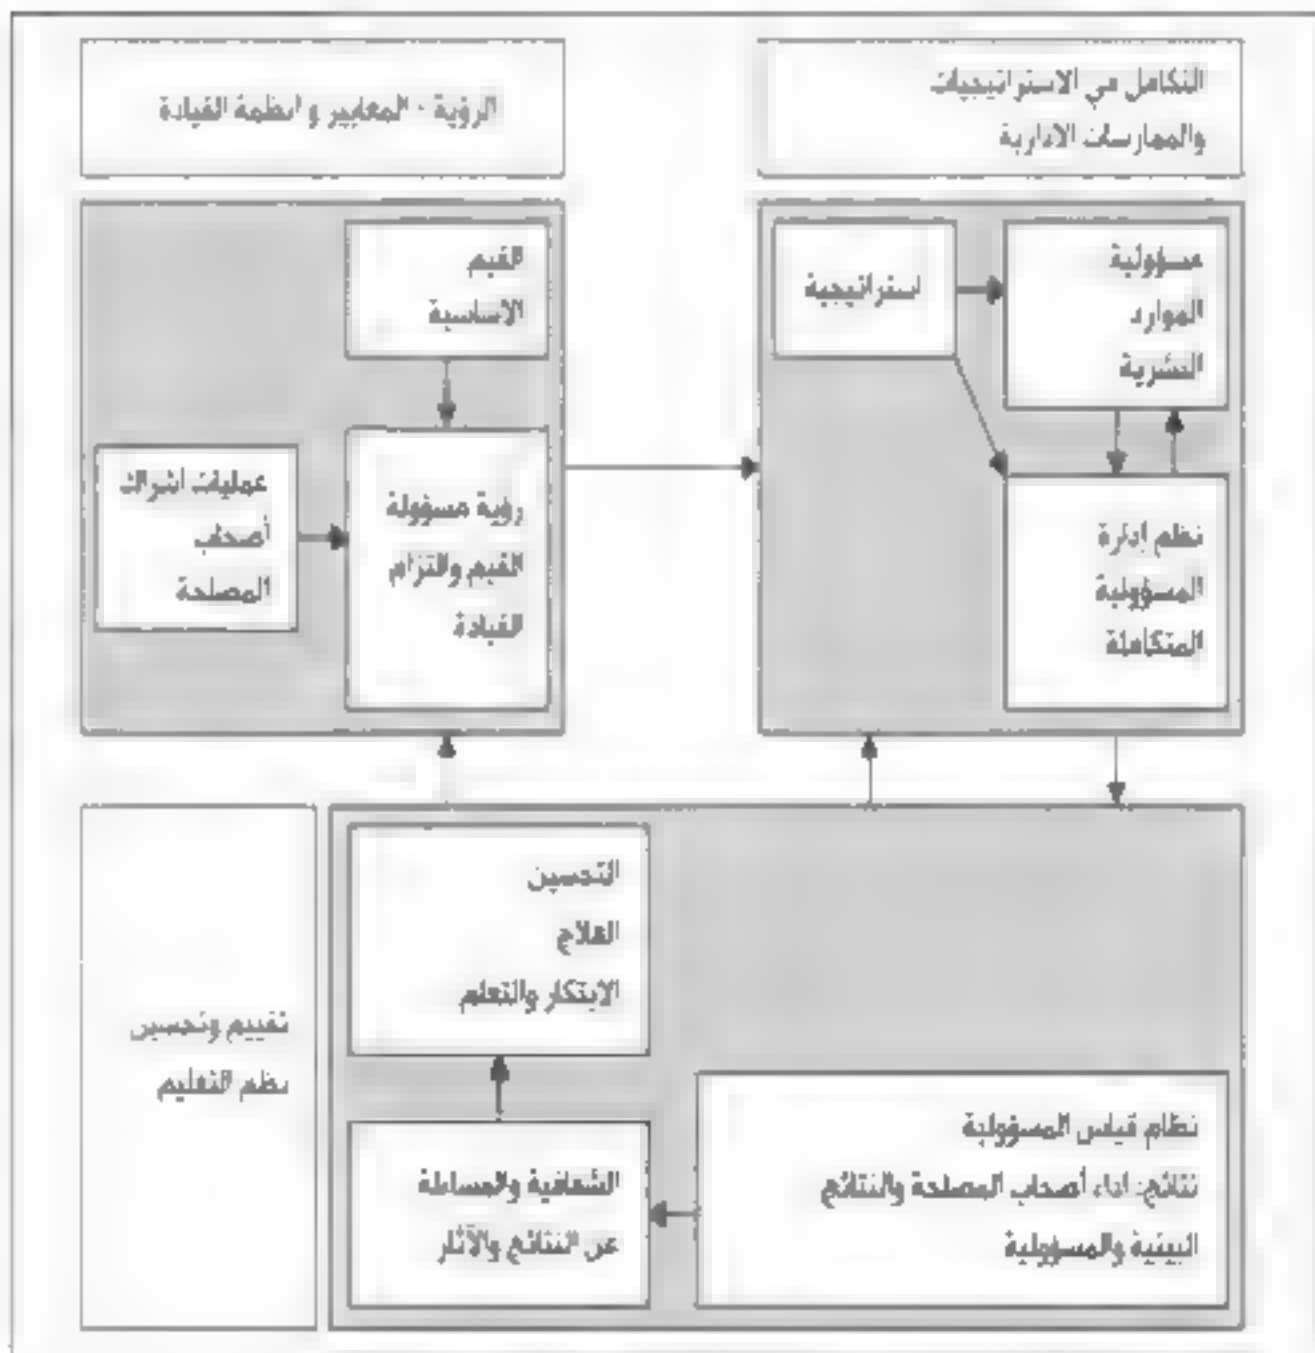 التكامل في الاستراتيجيات
والممارسات الادارية
الرؤية - المعايير و انظمة القيادة
مسؤولية
الموارد
البشرية
استراتيجية
نظم إدارة
المسؤولية
المتكاملة
القيم
الاساسية
رؤية مسؤولة
القيم والتزام
القيادة
عمليات اشراك
أصحاب
المصلحة
التحسين
العلاج
الابتكار والتعلم
نظام قياس المسؤولية
نتائج: اداء أصحاب المصلحة والنتائج
البيئية والمسؤولية
الشفافية والمساءلة
عن النتائج والآثار
تقييم وتحسين
نظم التعليم